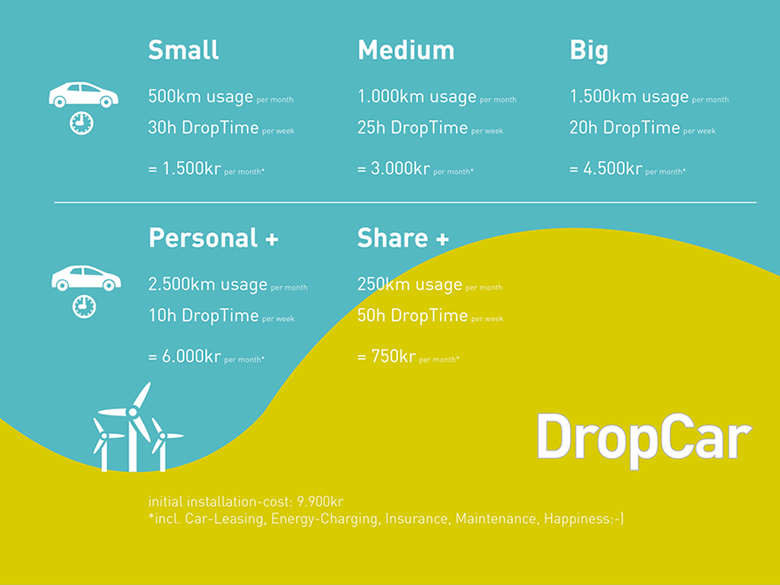 Small
Medium
Big
500km usage per month
1.000km usage per month
1.500km usage per month
30h DropTime per week
25h DropTime per week
20h DropTime per week
= 1.500kr per month*
= 3.000kr per month*
= 4.500kr per month*
Personal +
Share +
2.500km usage per month
250km usage per month
10h DropTime per week
50h DropTime per week
= 6.000kr per month*
= 750kr per month*
DropCar
initial installation-cost: 9.900kr
*incl. Car-Leasing, Energy-Charging, Insurance, Maintenance, Happiness:-)